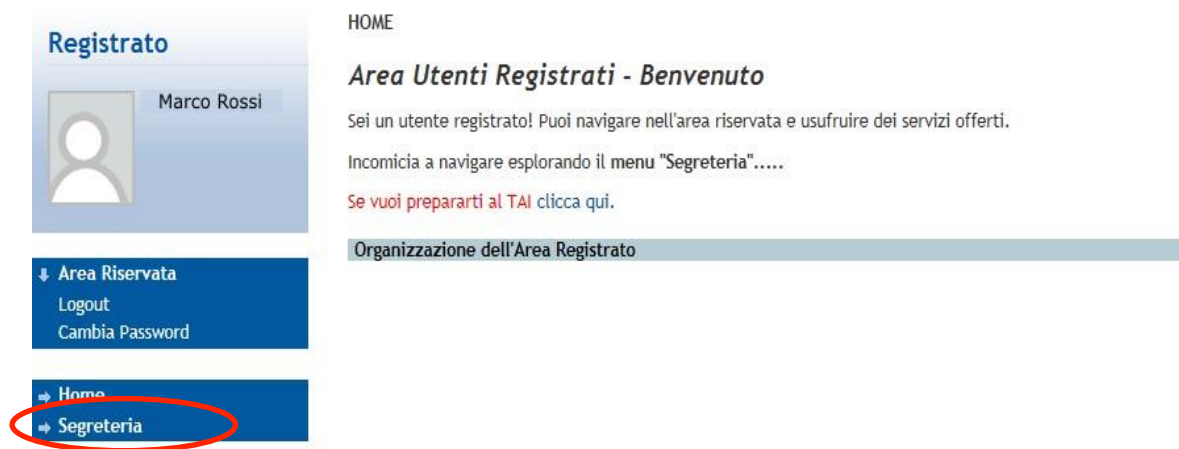 Registrato
Marco Rossi
Area Riservata
Logout
Cambia Password
Home
Segreteria
HOME
Area Utenti Registrati - Benvenuto
Sei un utente registrato! Puoi navigare nell'area riservata e usufruire dei servizi offerti.
Incomicia a navigare esplorando il menu "Segreteria".....
Se vuoi prepararti al TAI clicca qui.
Organizzazione dell'Area Registrato